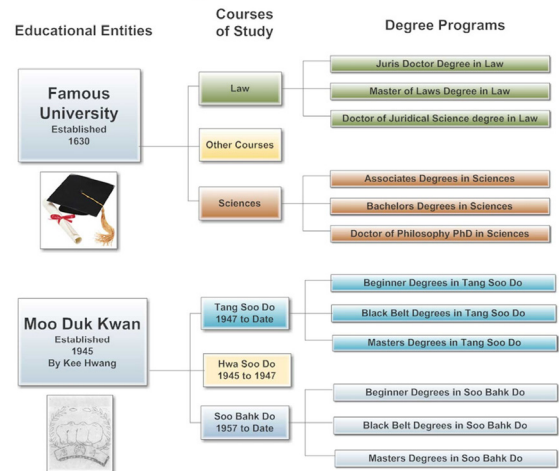 Educational Entities
Courses
of Study
Degree Programs
Famous
University
Established
1630
Law
Other Courses
Sciences
Juris Doctor Degree in Law
Master of Laws Degree in Law
Doctor of Juridical Science degree in Law
Associates Degrees in Sciences
Bachelors Degrees in Sciences
Doctor of Philosophy PhD in Sciences
Moo Duk Kwan
Established
1945
By Kee Hwang
Tang Soo Do
1947 to Date
Hwa Soo Do
1945 to 1947
Soo Bahk Do
1957 to Date
Beginner Degrees in Tang Soo Do
Black Belt Degrees in Tang Soo Do
Masters Degrees in Tang Soo Do
Beginner Degrees in Soo Bahk Do
Black Belt Degrees in Soo Bahk Do
Masters Degrees in Soo Bahk Do